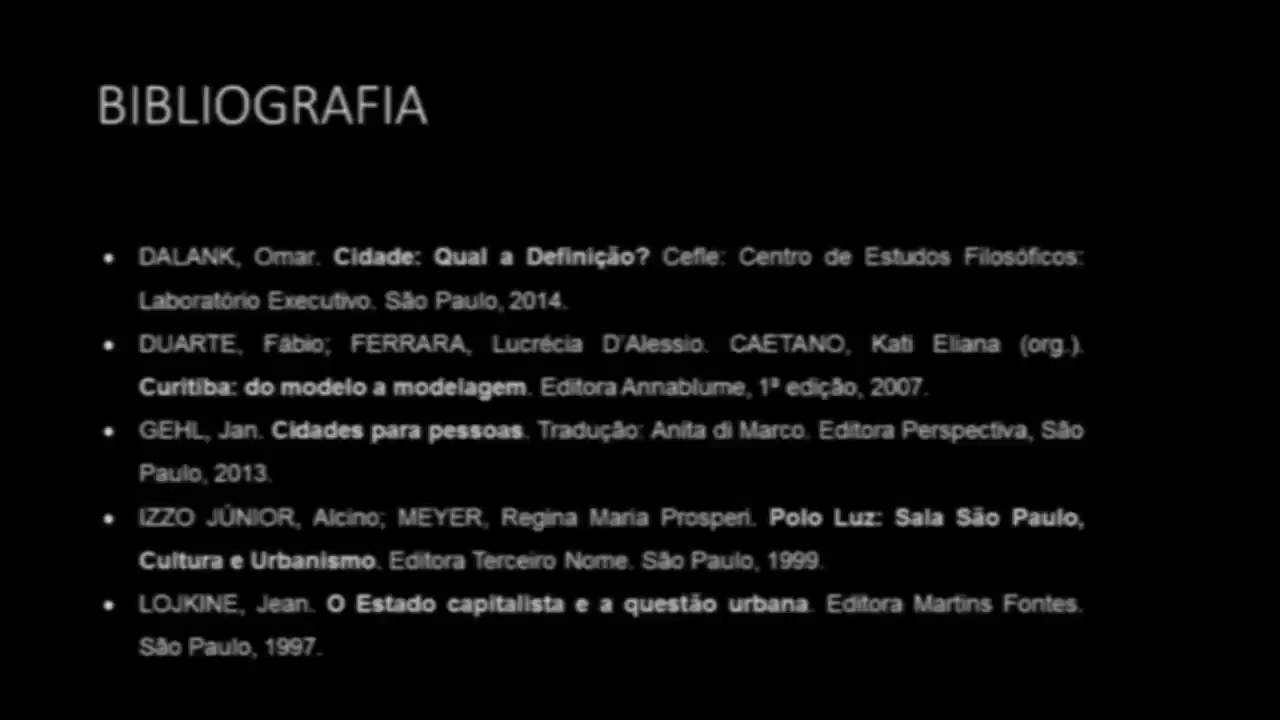 BIBLIOGRAFIA
• DALANK, Omar. Cidade: Qual a Definição? Cefle: Centro de Estudos Filosóficos:
Laboratório Executivo. São Paulo, 2014.
• DUARTE, Fábio; FERRARA, Lucrécia D'Alessio. CAETANO, Kati Eliana (org.).
Curitiba: do modelo a modelagem. Editora Annablume, 1ª edição, 2007.
• GEHL, Jan. Cidades para pessoas. Tradução: Anita di Marco. Editora Perspectiva, São
Paulo, 2013.
• IZZO JÚNIOR, Alcino; MEYER, Regina Maria Prosperi. Polo Luz: Sala São Paulo,
Cultura e Urbanismo. Editora Terceiro Nome. São Paulo, 1999.
• LOJKINE, Jean. O Estado capitalista e a questão urbana. Editora Martins Fontes.
São Paulo, 1997.